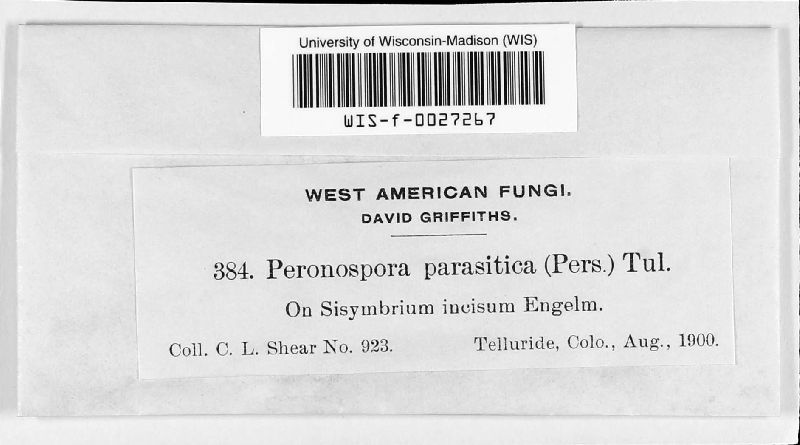 University of Wisconsin-Madison (WIS)
WIS-f-0027267
WEST AMERICAN FUNGI.
DAVID GRIFFITHS.
384. Peronospora parasitica (Pers.) Tul.
On Sisymbrium incisum Engelm.
Coll. C. L. Shear No. 923. Telluride, Colo., Aug., 1900.